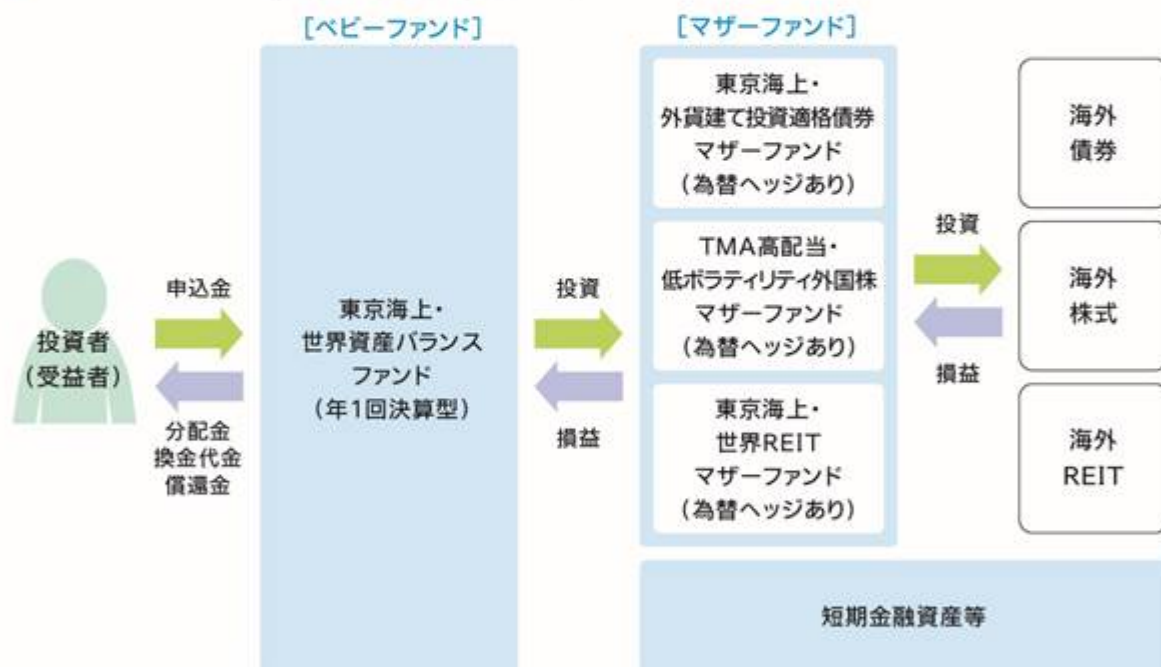 [ベビーファンド]
[マザーファンド]
投資者
（受益者）
申込金
分配金
換金代金
償還金
東京海上・
世界資産バランス
ファンド
（年1回決算型）
投資
損益
東京海上・
外貨建て投資適格債券
マザーファンド
（為替ヘッジあり）
TMA高配当・
低ボラティリティ外国株
マザーファンド
（為替ヘッジあり）
東京海上・
世界REIT
マザーファンド
（為替ヘッジあり）
投資
損益
海外
債券
海外
株式
海外
REIT
短期金融資産等